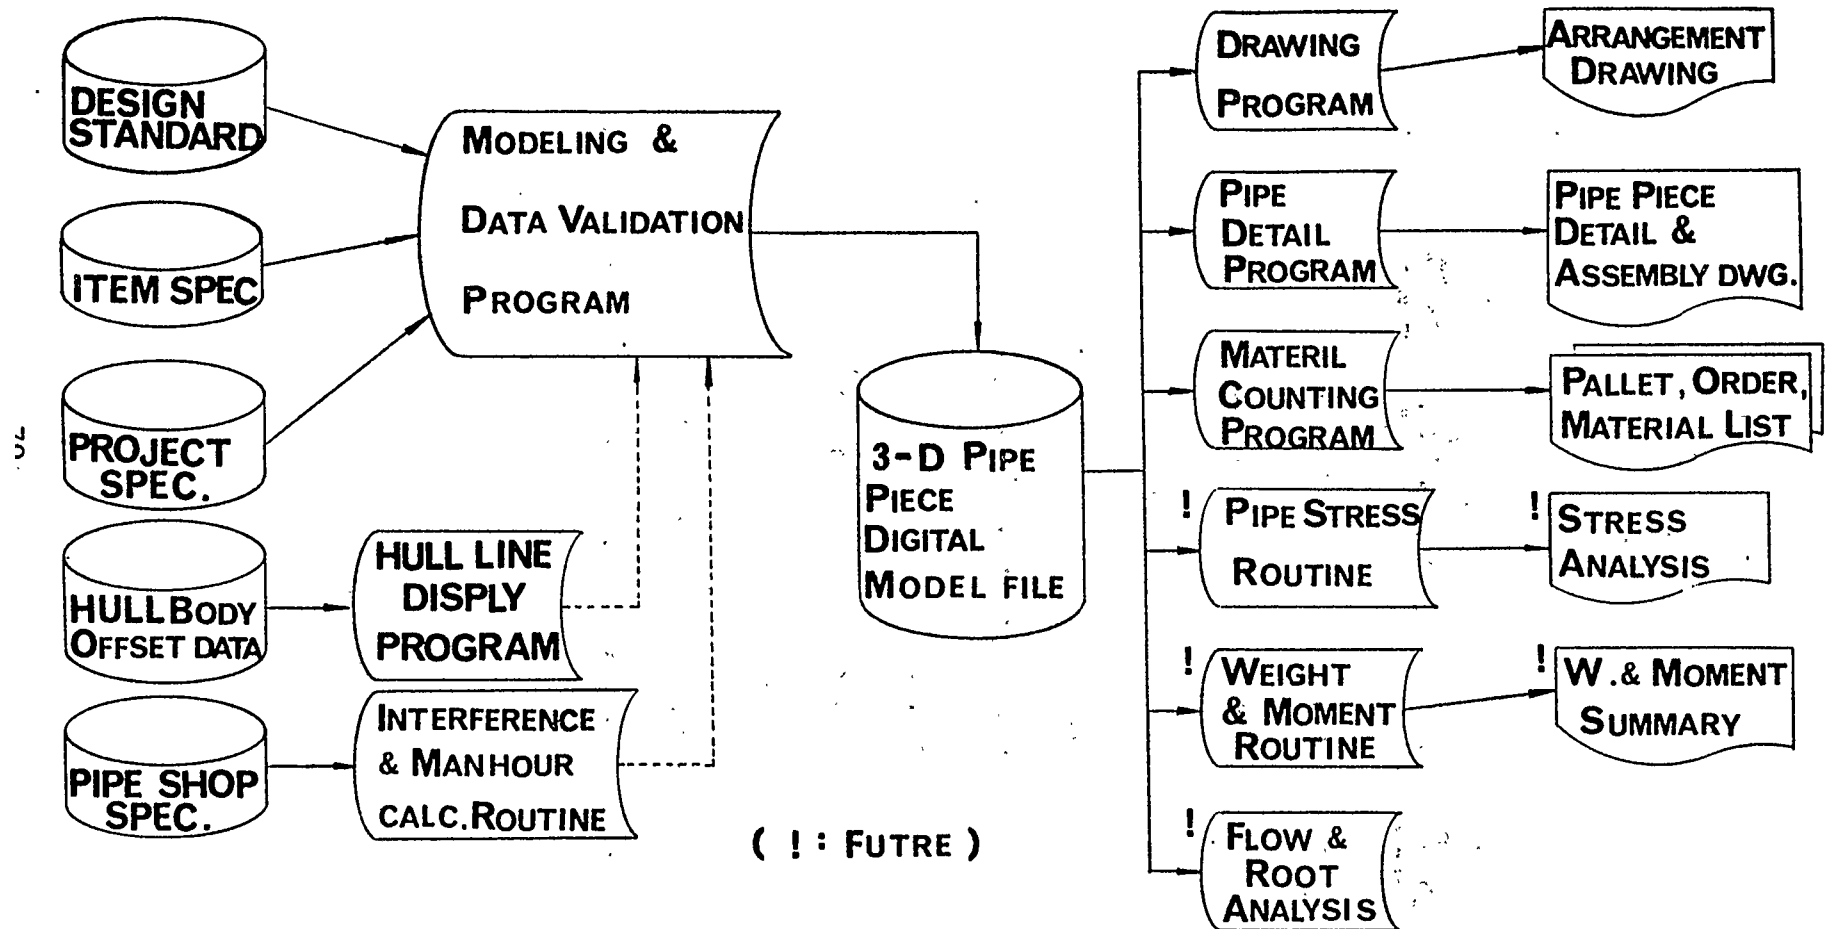 DESIGN
STANDARD
ITEM SPEC
PROJECT
SPEC.
HULL BODY
OFFSET DATA
PIPE SHOP
SPEC.
HULL LINE
DISPLY
PROGRAM
INTERFERENCE
& MANHOUR
CALC. ROUTINE
MODELING &
DATA VALIDATION
PROGRAM
3-D PIPE
PIECE
DIGITAL
MODEL FILE
( ! : FUTRE )
DRAWING
PROGRAM
ARRANGEMENT
DRAWING
PIPE
DETAIL
PROGRAM
PIPE PIECE
DETAIL &
ASSEMBLY DWG.
MATERIL
COUNTING
PROGRAM
PALLET, ORDER,
MATERIAL LIST
! PIPE STRESS
ROUTINE
! STRESS
ANALYSIS
! WEIGHT
& MOMENT
ROUTINE
! W. & MOMENT
SUMMARY
! FLOW &
ROOT
ANALYSIS